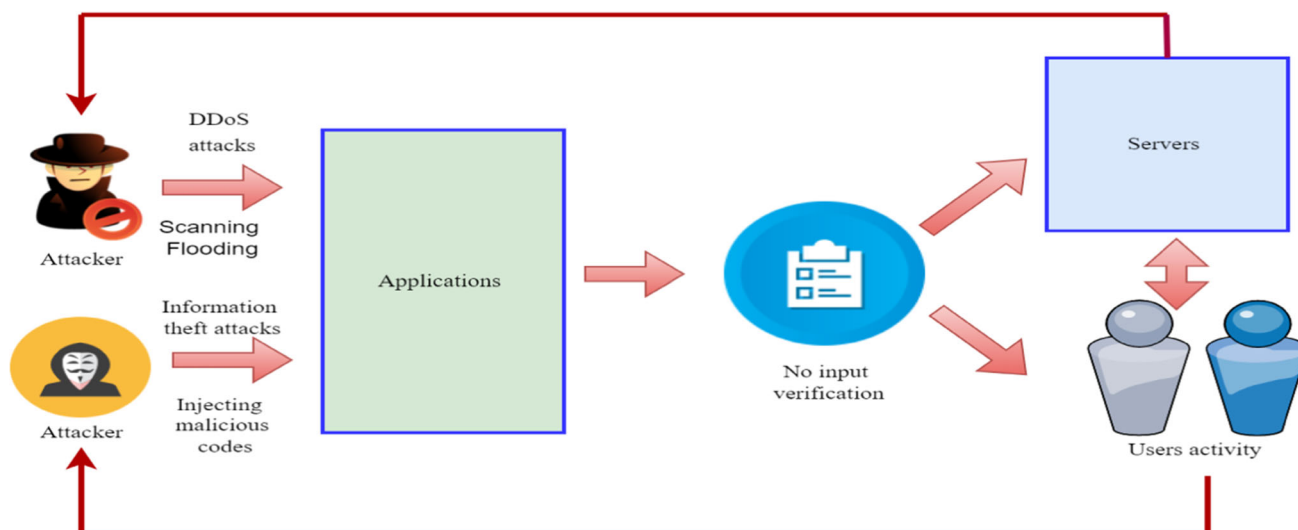 DDoS
attacks
Scanning
Flooding
Attacker
Information
theft attacks
Injecting
malicious
codes
Attacker
Applications
No input
verification
Servers
Users activity